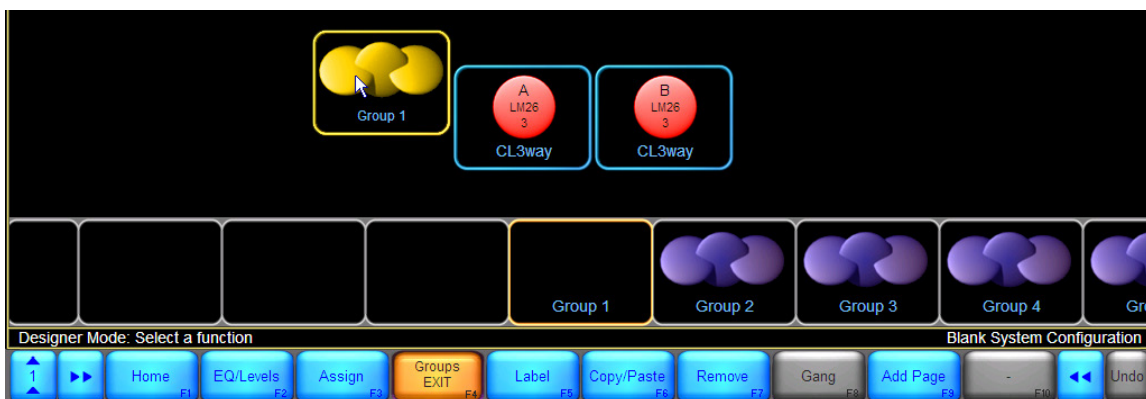 Group 1
A
LM26
3
CL3way
B
LM26
3
CL3way
Group 1
Group 2
Group 3
Group 4
Gr
Designer Mode: Select a function
Blank System Configuration
1
Home F1
EQ/Levels F2
Assign F3
Groups
EXIT F4
Label F5
Copy/Paste F6
Remove F7
Gang F8
Add Page F9
- F10
Undo